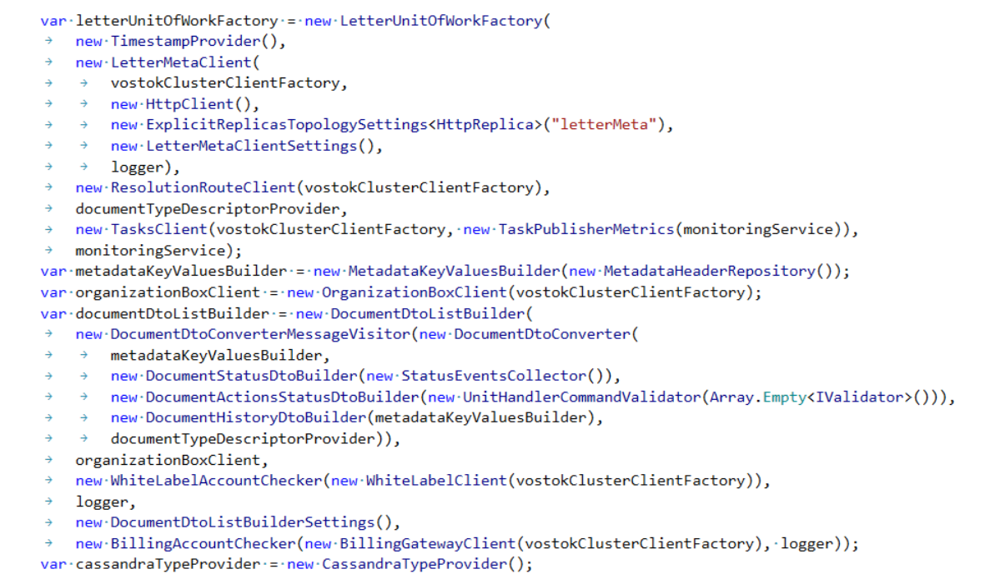 var letterUnitOfWorkFactory = new LetterUnitOfWorkFactory(
    new TimestampProvider(),
    new LetterMetaClient(
        vostokClusterClientFactory,
        new HttpClient(),
        new ExplicitReplicasTopologySettings<HttpReplica>("letterMeta"),
        new LetterMetaClientSettings(),
        logger),
    new ResolutionRouteClient(vostokClusterClientFactory),
    documentTypeDescriptorProvider,
    new TasksClient(vostokClusterClientFactory, new TaskPublisherMetrics(monitoringService)),
    monitoringService);
var metadataKeyValuesBuilder = new MetadataKeyValuesBuilder(new MetadataHeaderRepository());
var organizationBoxClient = new OrganizationBoxClient(vostokClusterClientFactory);
var documentDtoListBuilder = new DocumentDtoListBuilder(
    new DocumentDtoConverterMessageVisitor(new DocumentDtoConverter(
        metadataKeyValuesBuilder,
        new DocumentStatusDtoBuilder(new StatusEventsCollector()),
        new DocumentActionsStatusDtoBuilder(new UnitHandlerCommandValidator(Array.Empty<IValidator>())),
        new DocumentHistoryDtoBuilder(metadataKeyValuesBuilder),
        documentTypeDescriptorProvider)),
    organizationBoxClient,
    new WhiteLabelAccountChecker(new WhiteLabelClient(vostokClusterClientFactory)),
    logger,
    new DocumentDtoListBuilderSettings(),
    new BillingAccountChecker(new BillingGatewayClient(vostokClusterClientFactory), logger));
var cassandraTypeProvider = new CassandraTypeProvider();